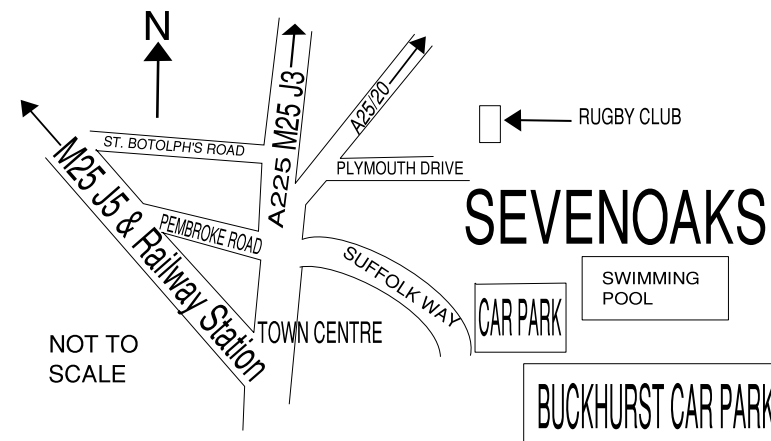 N
A225 M25 J3
A25/20
RUGBY CLUB
ST. BOTOLPH'S ROAD
PLYMOUTH DRIVE
M25 J5 & Railway Station
PEMBROKE ROAD
SEVENOAKS
SUFFOLK WAY
SWIMMING
POOL
CAR PARK
TOWN CENTRE
NOT TO
SCALE
BUCKHURST CAR PARK